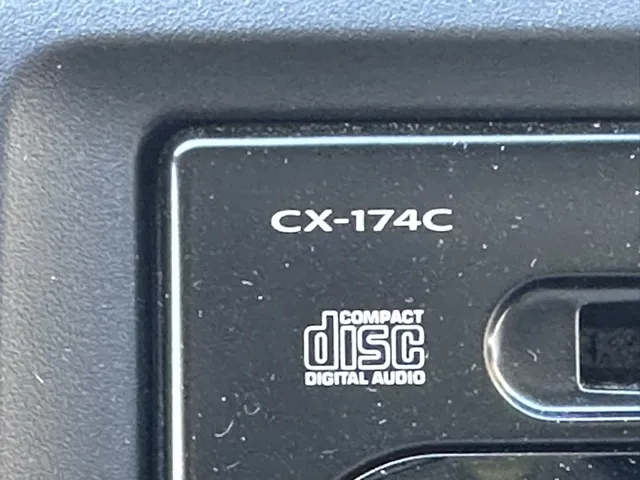 CX-174C
COMPACT
disc
DIGITAL AUDIO